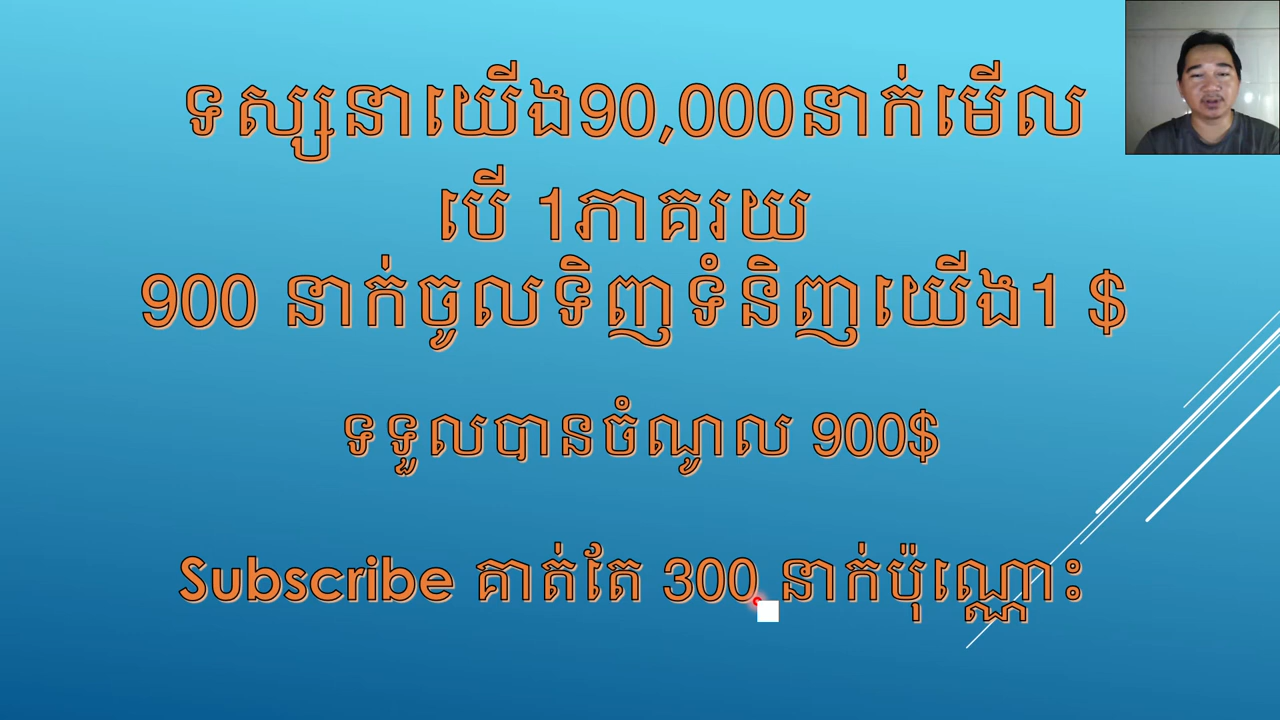 ទស្សនាយើង90,000នាក់មើល
បើ 1ភាគរយ
900 នាក់ចូលទិញទំនិញយើង1 $
ទទួលបានចំណូល 900$
Subscribe គាត់តែ 300 នាក់ប៉ុណ្ណោះ